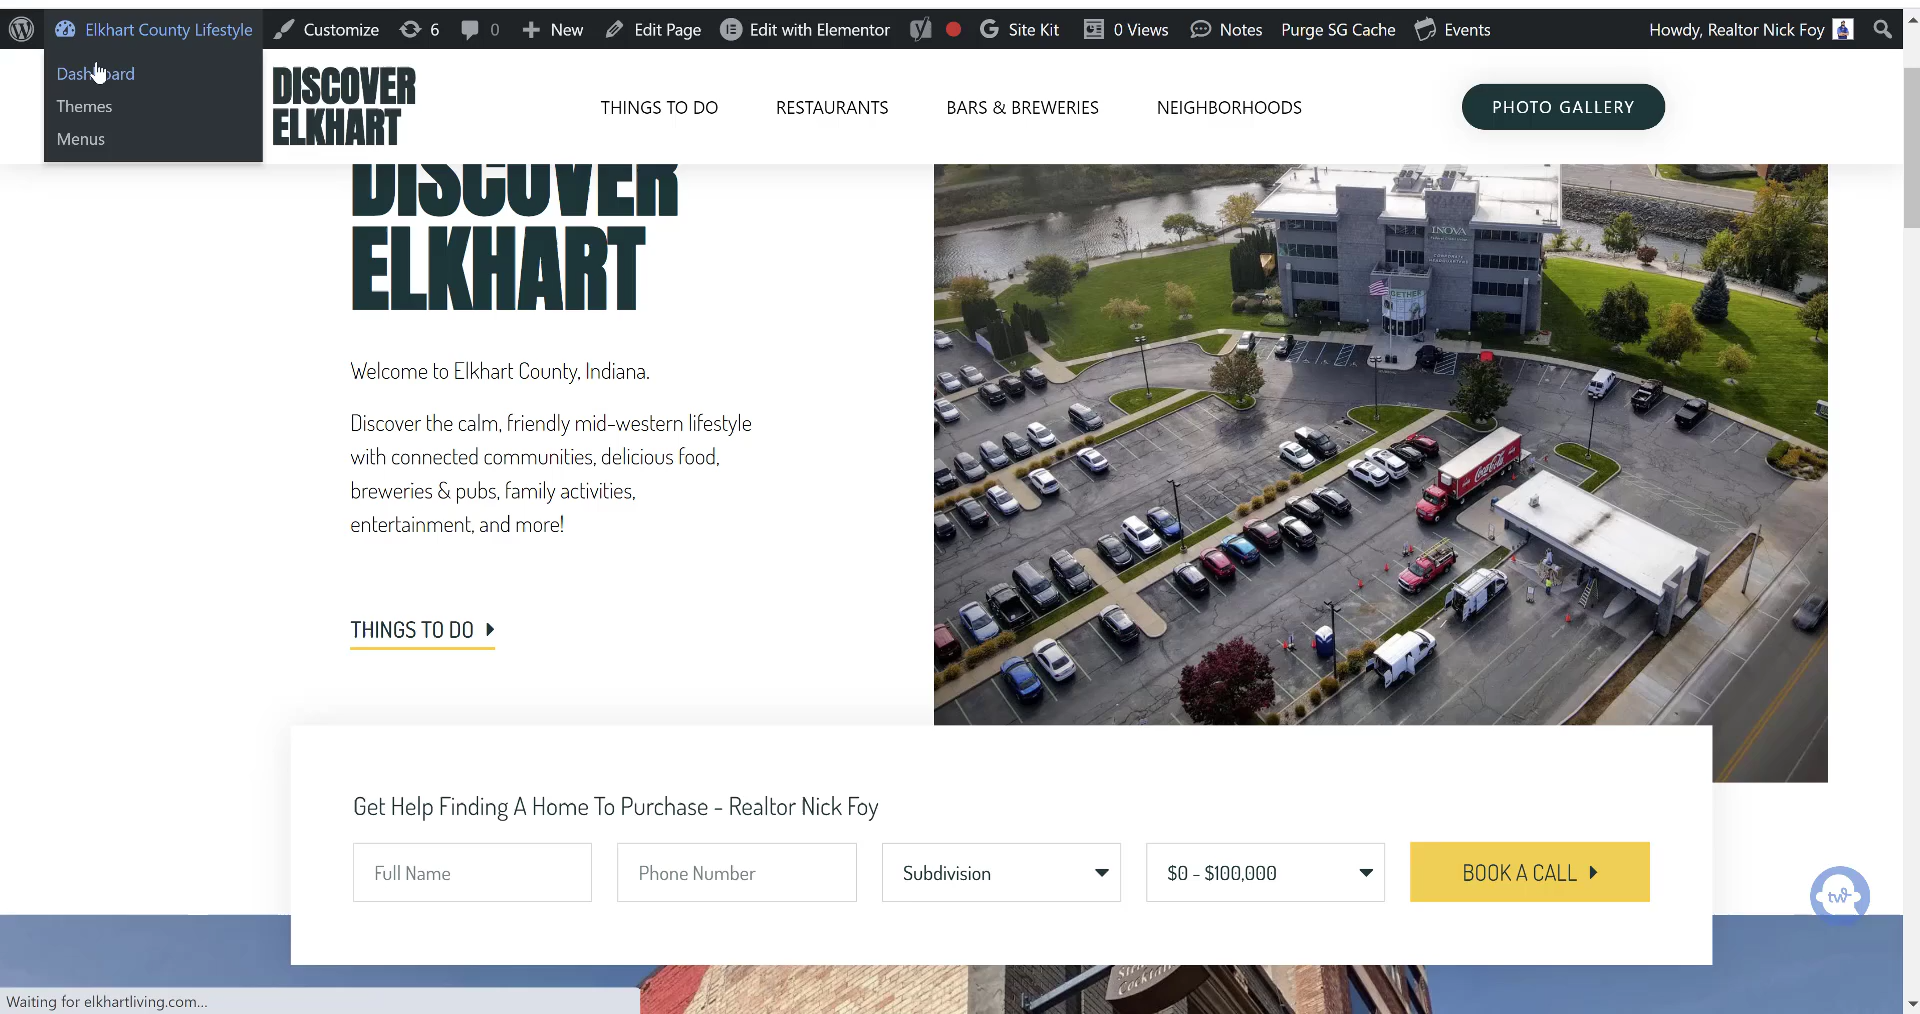 Elkhart County Lifestyle Customize 6 0 New Edit Page Edit with Elementor Site Kit 0 Views Notes Purge SG Cache Events Howdy, Realtor Nick Foy
Dashboard
Themes
Menus
DISCOVER
ELKHART
THINGS TO DO RESTAURANTS BARS & BREWERIES NEIGHBORHOODS PHOTO GALLERY
DISCOVER
ELKHART
Welcome to Elkhart County, Indiana.
Discover the calm, friendly mid-western lifestyle
with connected communities, delicious food,
breweries & pubs, family activities,
entertainment, and more!
THINGS TO DO
INOVA
Coca-Cola
Get Help Finding A Home To Purchase - Realtor Nick Foy
Full Name Phone Number Subdivision $0 - $100,000 BOOK A CALL
Cocktails
Waiting for elkhartliving.com...